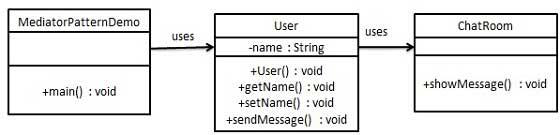 MediatorPatternDemo
+main() : void
uses
User
-name : String
+User() : void
+getName() : void
+setName() : void
+sendMessage() : void
uses
ChatRoom
+showMessage() : void